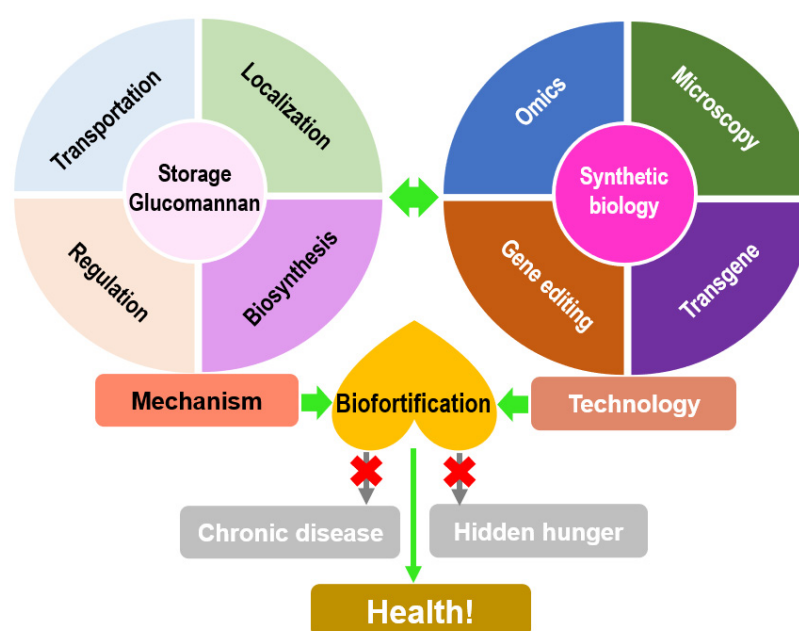 Transportation
Localization
Storage
Glucomannan
Regulation
Biosynthesis
Omics
Microscopy
Synthetic
biology
Gene editing
Transgene
Mechanism
Biofortification
Technology
Chronic disease
Hidden hunger
Health!